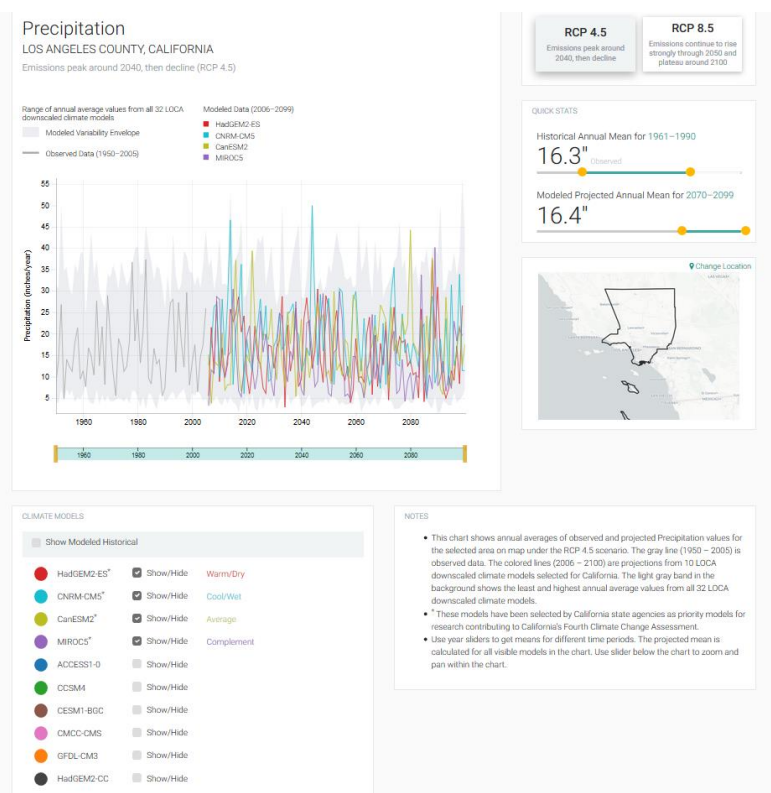 Precipitation
LOS ANGELES COUNTY, CALIFORNIA
Emissions peak around 2040, then decline (RCP 4.5)
Range of annual average values from all 32 LOCA
downscaled climate models
Modeled Variability Envelope
Observed Data (1950–2005)
Modeled Data (2006–2099)
HadGEM2-ES
CNRM-CM5
CanESM2
MIROC5
Precipitation (inches/year)
55
50
45
40
35
30
25
20
15
10
5
1960
1980
2000
2020
2040
2060
2080
1960
1980
2000
2020
2040
2060
2080
RCP 4.5
Emissions peak around
2040, then decline
RCP 8.5
Emissions continue to rise
strongly through 2050 and
plateau around 2100
QUICK STATS
Historical Annual Mean for 1961–1990
16.3" Observed
Modeled Projected Annual Mean for 2070–2099
16.4"
Change Location
CLIMATE MODELS
Show Modeled Historical
HadGEM2-ES* Show/Hide Warm/Dry
CNRM-CM5* Show/Hide Cool/Wet
CanESM2* Show/Hide Average
MIROC5* Show/Hide Complement
ACCESS1-0 Show/Hide
CCSM4 Show/Hide
CESM1-BGC Show/Hide
CMCC-CMS Show/Hide
GFDL-CM3 Show/Hide
HadGEM2-CC Show/Hide
NOTES
• This chart shows annual averages of observed and projected Precipitation values for
the selected area on map under the RCP 4.5 scenario. The gray line (1950 – 2005) is
observed data. The colored lines (2006 – 2100) are projections from 10 LOCA
downscaled climate models selected for California. The light gray band in the
background shows the least and highest annual average values from all 32 LOCA
downscaled climate models.
• * These models have been selected by California state agencies as priority models for
research contributing to California's Fourth Climate Change Assessment.
• Use year sliders to get means for different time periods. The projected mean is
calculated for all visible models in the chart. Use slider below the chart to zoom and
pan within the chart.